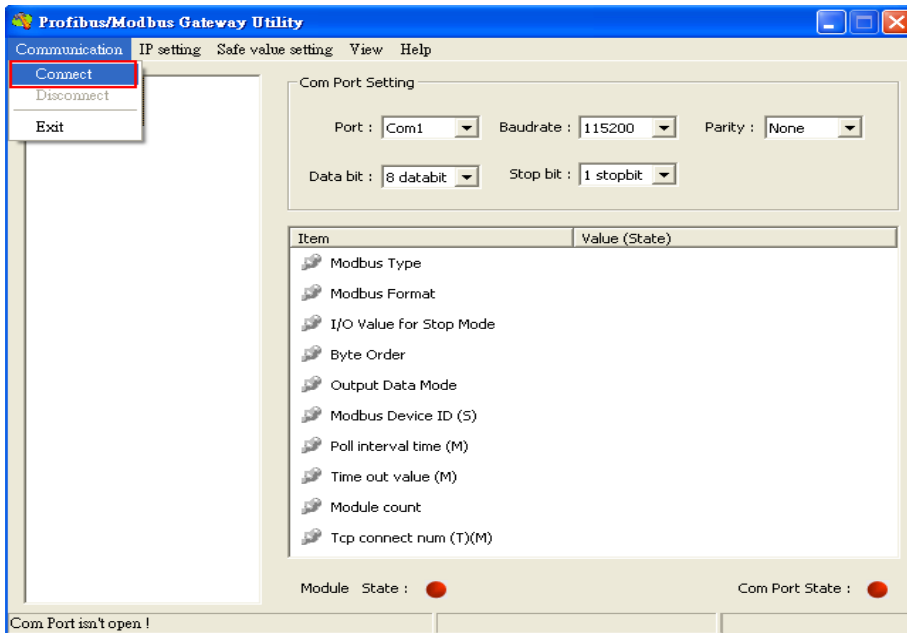 Profibus/Modbus Gateway Utility
Communication IP setting Safe value setting View Help
Connect
Disconnect
Exit
Com Port Setting
Port : Com1 Baudrate : 115200 Parity : None
Data bit : 8 databit Stop bit : 1 stopbit
Item Value (State)
Modbus Type
Modbus Format
I/O Value for Stop Mode
Byte Order
Output Data Mode
Modbus Device ID (S)
Poll interval time (M)
Time out value (M)
Module count
Tcp connect num (T)(M)
Module State : Com Port State :
Com Port isn't open !